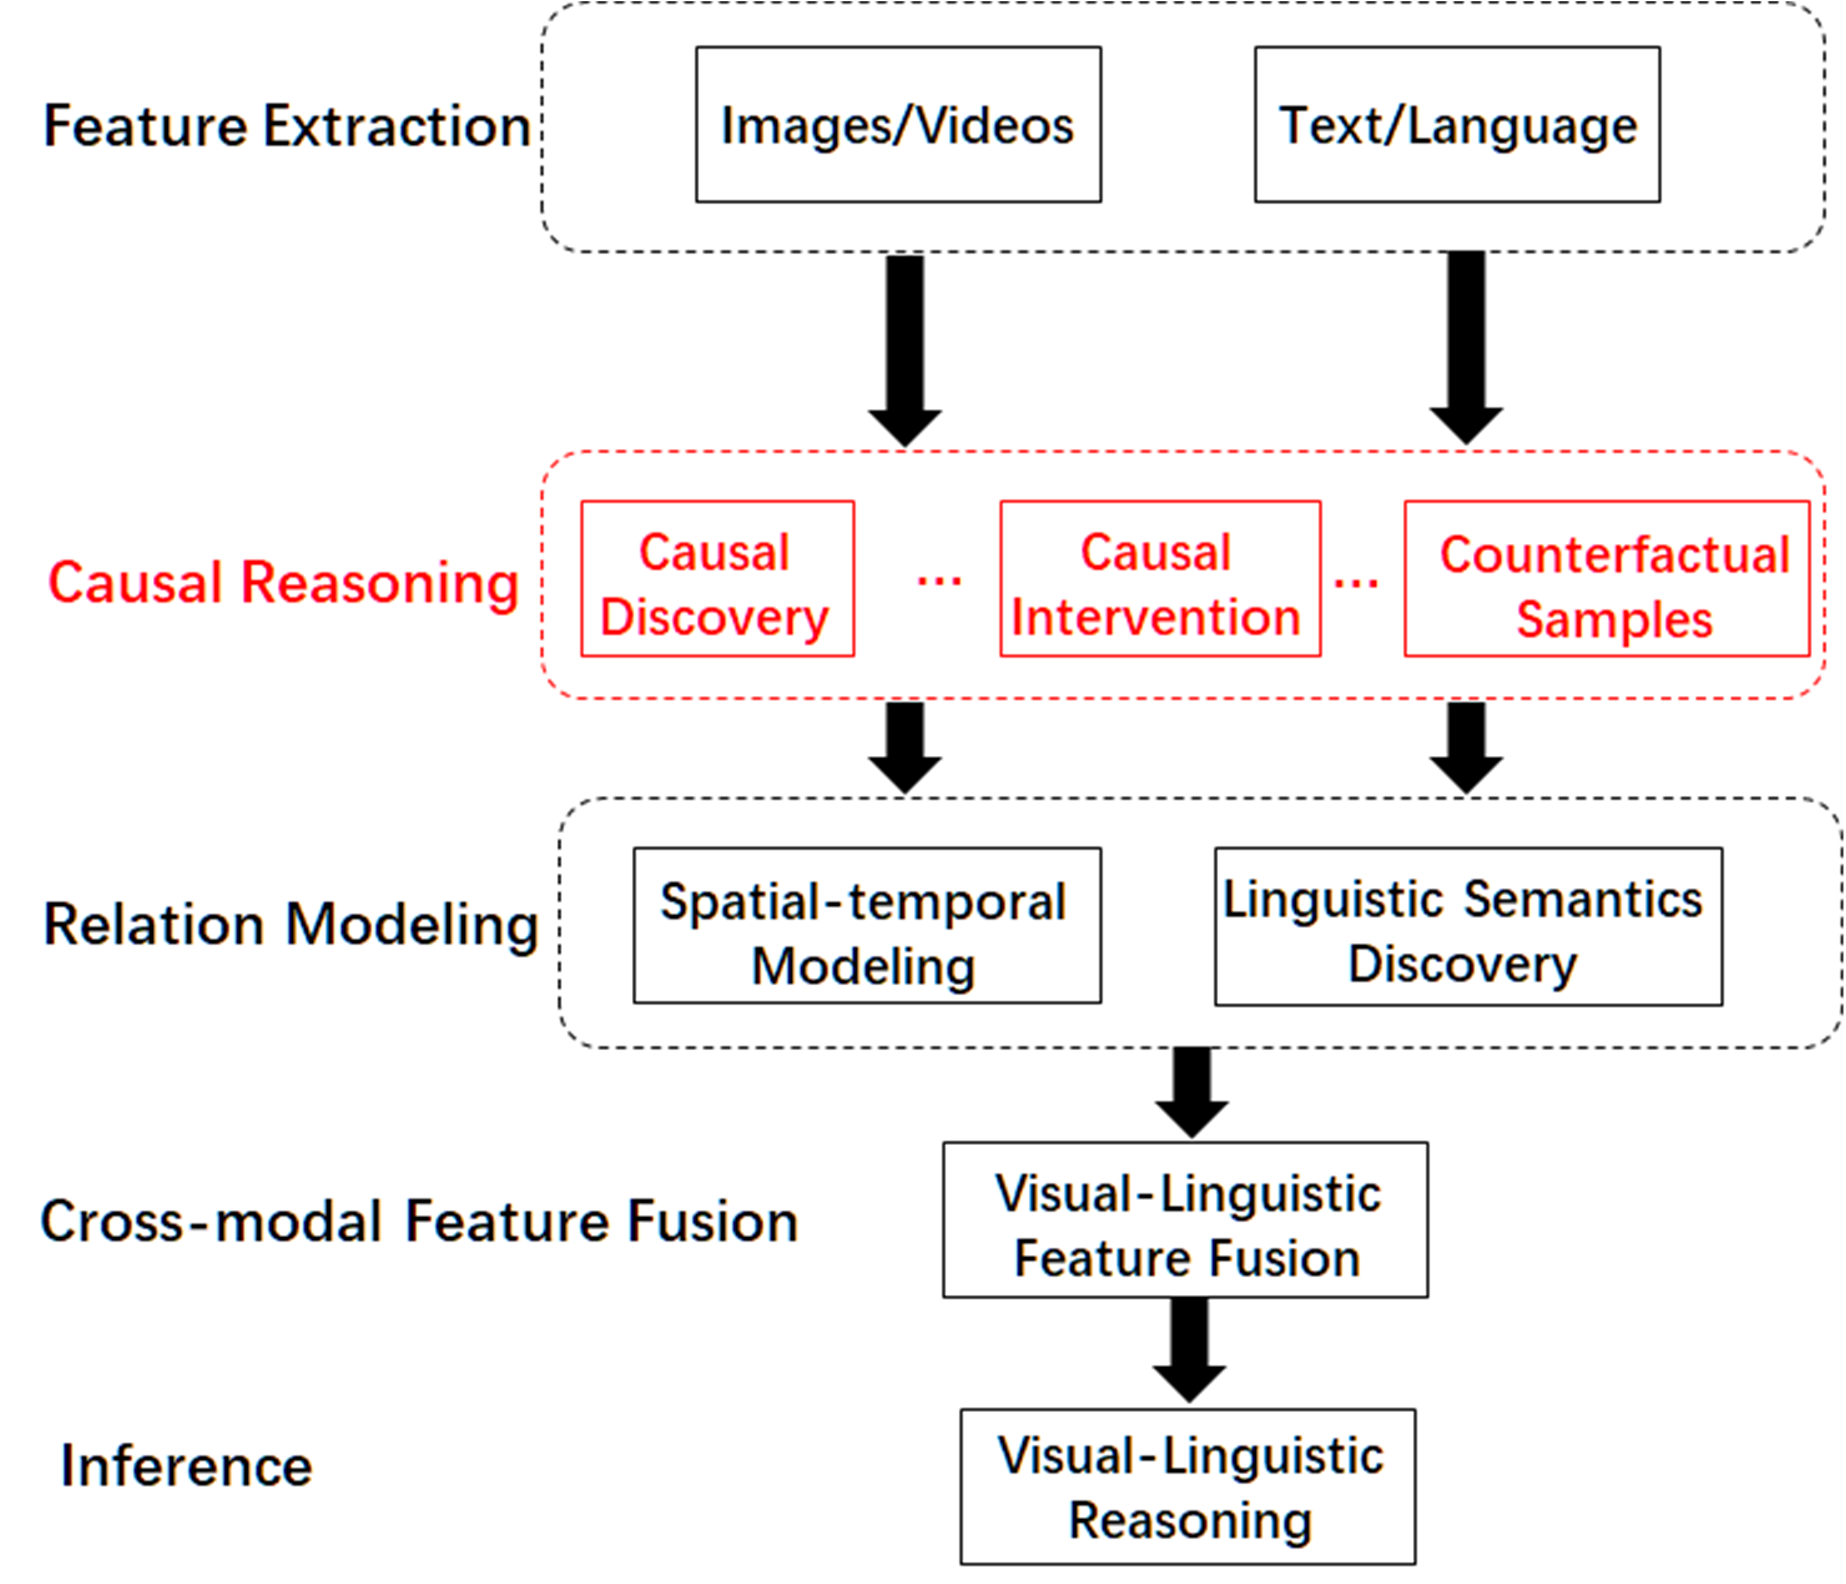 Feature Extraction
Images/Videos
Text/Language
Causal Reasoning
Causal
Discovery
...
Causal
Intervention
...
Counterfactual
Samples
Relation Modeling
Spatial-temporal
Modeling
Linguistic Semantics
Discovery
Cross-modal Feature Fusion
Visual-Linguistic
Feature Fusion
Inference
Visual-Linguistic
Reasoning